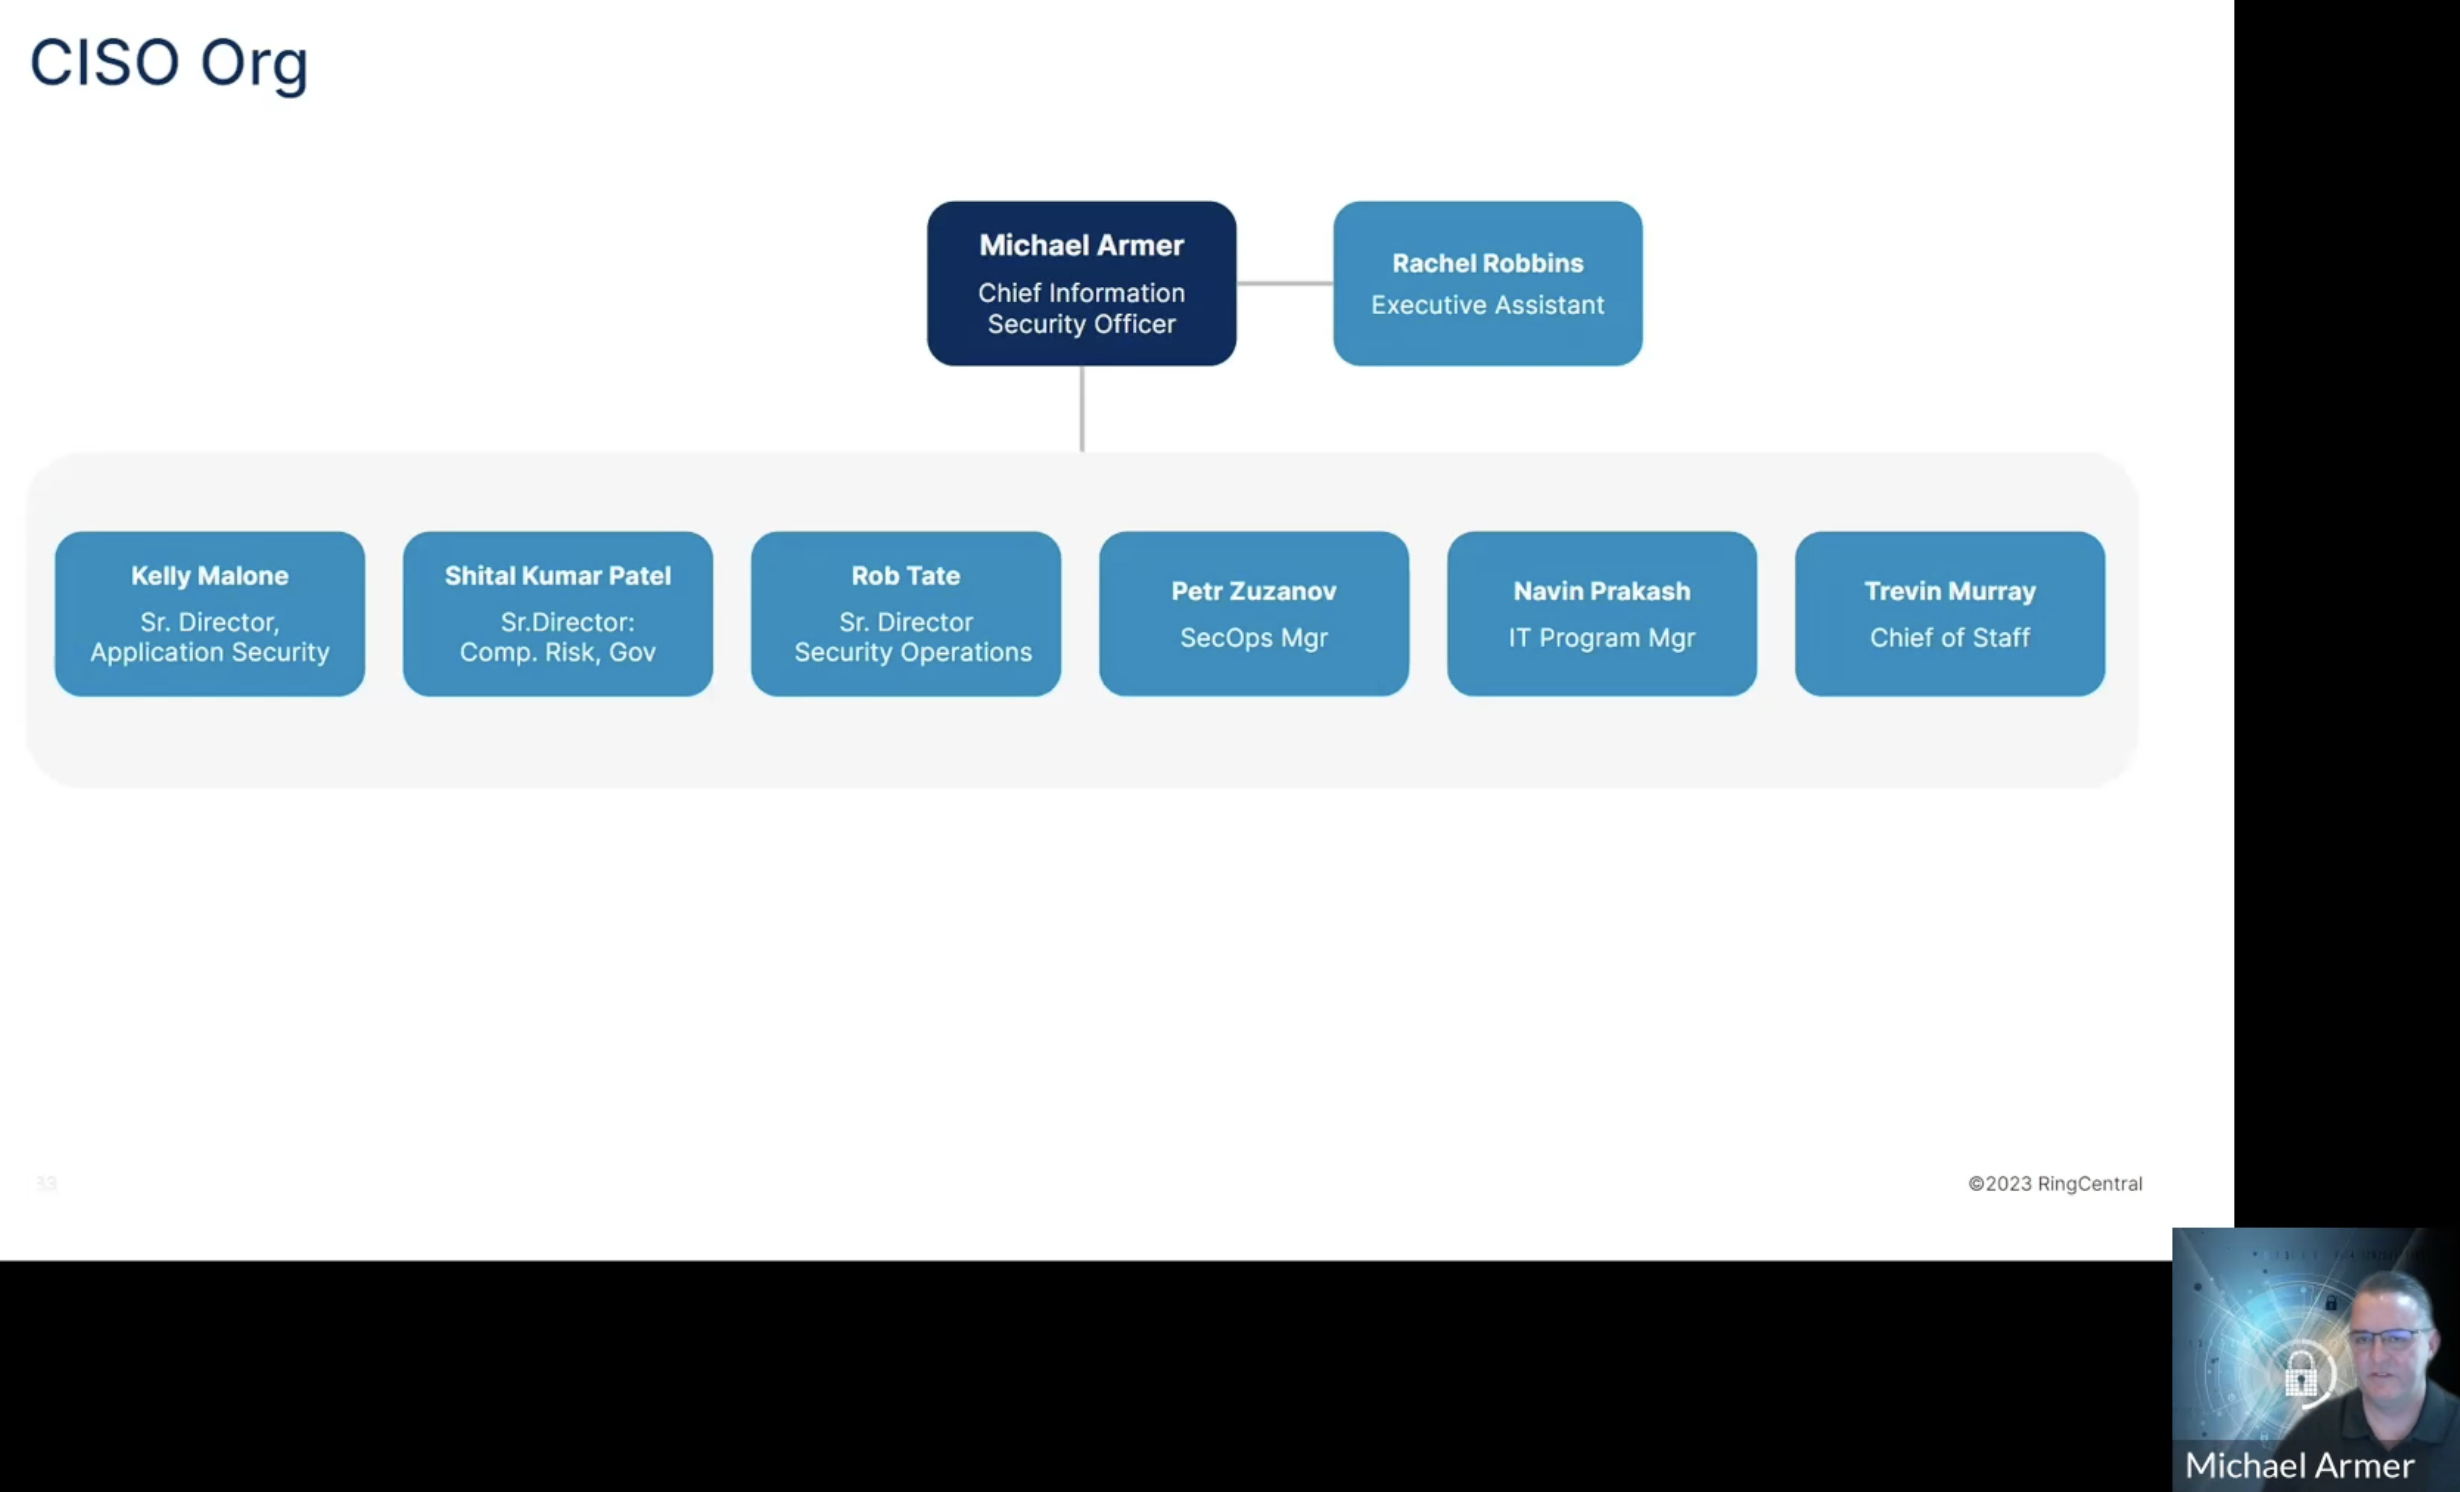 CISO Org
Michael Armer
Chief Information
Security Officer
Rachel Robbins
Executive Assistant
Kelly Malone
Sr. Director,
Application Security
Shital Kumar Patel
Sr.Director:
Comp. Risk, Gov
Rob Tate
Sr. Director
Security Operations
Petr Zuzanov
SecOps Mgr
Navin Prakash
IT Program Mgr
Trevin Murray
Chief of Staff
©2023 RingCentral
Michael Armer